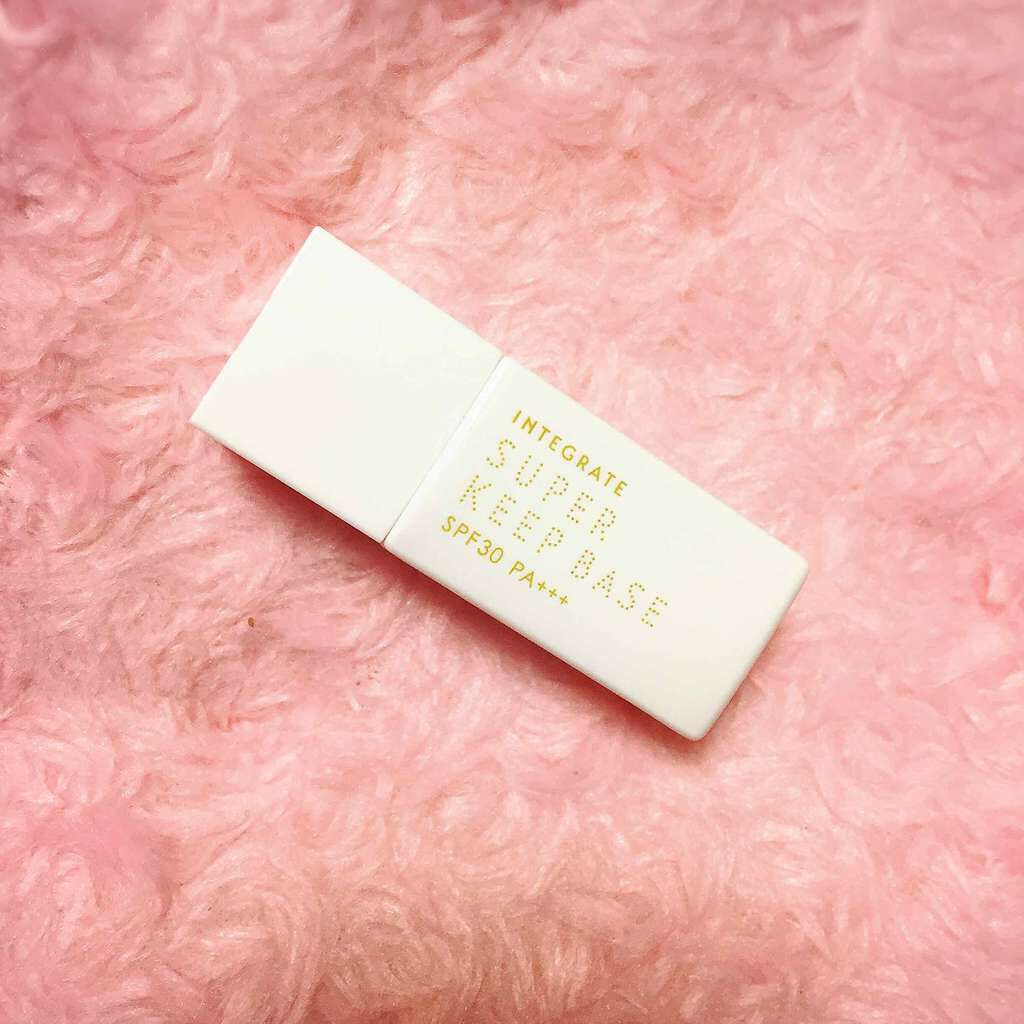 INTEGRATE
SUPER
KEEP BASE
SPF30 PA+++